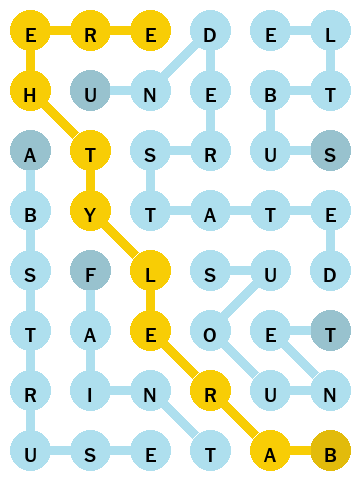 E R E D E L
H U N E B T
A T S R U S
B Y T A T E
S F L S U D
T A E O E T
R I N R U N
U S E T A B